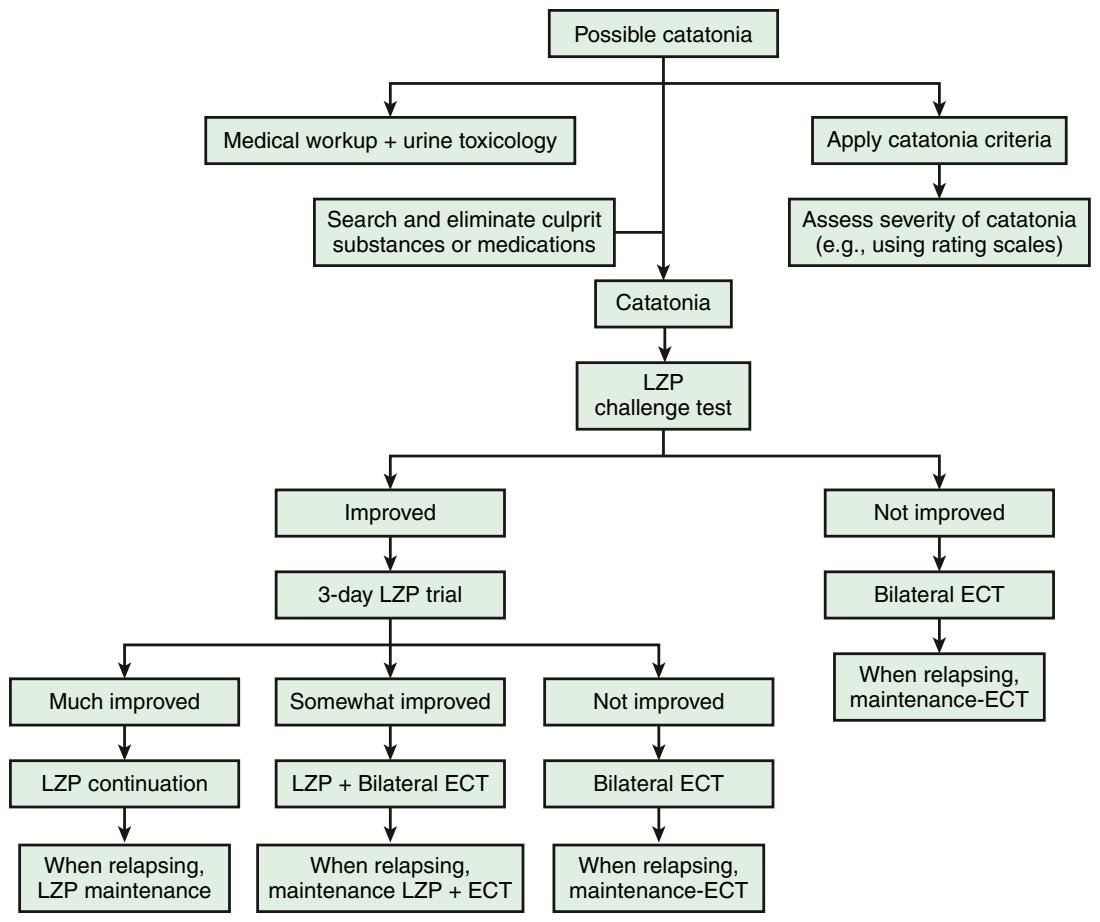 Possible catatonia
Medical workup + urine toxicology
Apply catatonia criteria
Search and eliminate culprit
substances or medications
Assess severity of catatonia
(e.g., using rating scales)
Catatonia
LZP
challenge test
Improved
Not improved
3-day LZP trial
Bilateral ECT
Much improved
Somewhat improved
Not improved
When relapsing,
maintenance-ECT
LZP continuation
LZP + Bilateral ECT
Bilateral ECT
When relapsing,
LZP maintenance
When relapsing,
maintenance LZP + ECT
When relapsing,
maintenance-ECT